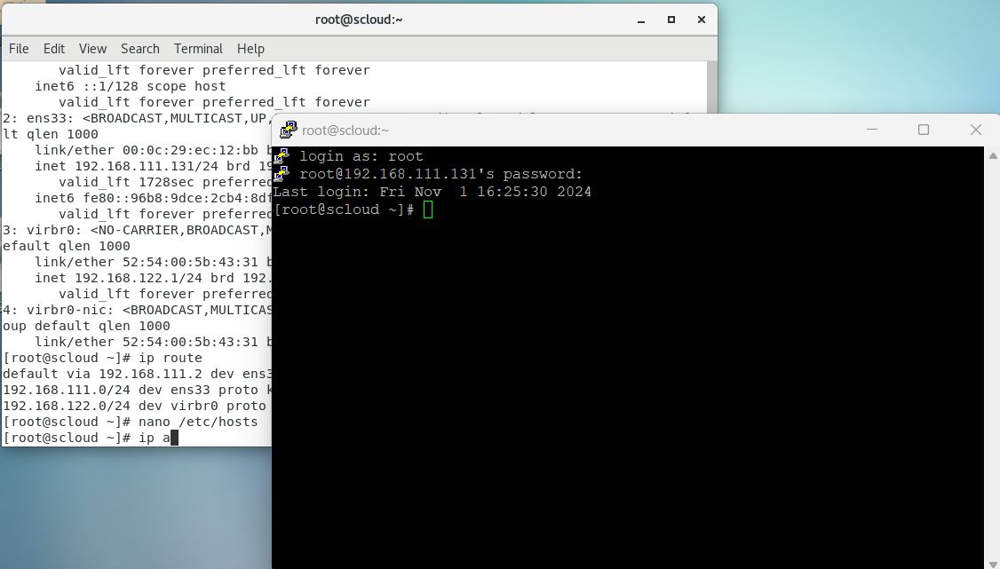 root@scloud:~
File Edit View Search Terminal Help
valid_lft forever preferred_lft forever
inet6 ::1/128 scope host
valid_lft forever preferred_lft forever
2: ens33: <BROADCAST,MULTICAST,UP,
lt qlen 1000
link/ether 00:0c:29:ec:12:bb b
inet 192.168.111.131/24 brd 19
valid_lft 1728sec preferred
inet6 fe80::96b8:9dce:2cb4:8df
valid_lft forever preferred
3: virbr0: <NO-CARRIER,BROADCAST,M
efault qlen 1000
link/ether 52:54:00:5b:43:31 b
inet 192.168.122.1/24 brd 192.
valid_lft forever preferred
4: virbr0-nic: <BROADCAST,MULTICAS
oup default qlen 1000
link/ether 52:54:00:5b:43:31 b
[root@scloud ~]# ip route
default via 192.168.111.2 dev ens3
192.168.111.0/24 dev ens33 proto k
192.168.122.0/24 dev virbr0 proto
[root@scloud ~]# nano /etc/hosts
[root@scloud ~]# ip a
root@scloud:~
login as: root
root@192.168.111.131's password:
Last login: Fri Nov  1 16:25:30 2024
[root@scloud ~]#